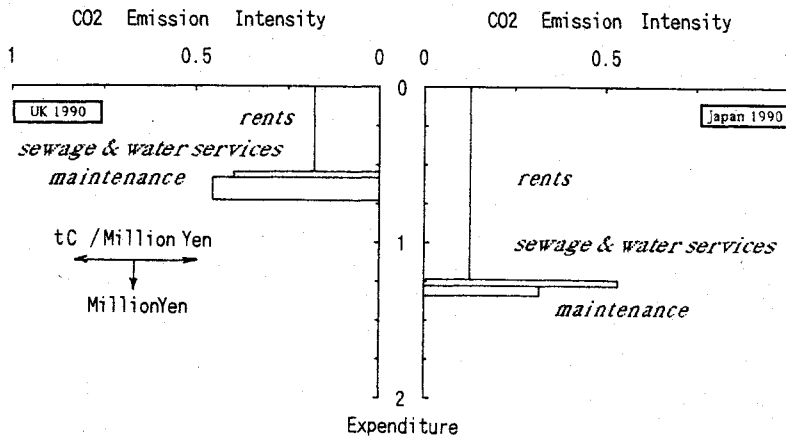 CO2 Emission Intensity
CO2 Emission Intensity
1 0.5 0
0 0.5
0
UK 1990
Japan 1990
rents
sewage & water services
maintenance
rents
1
tC /Million Yen
MillionYen
sewage & water services
maintenance
2
Expenditure